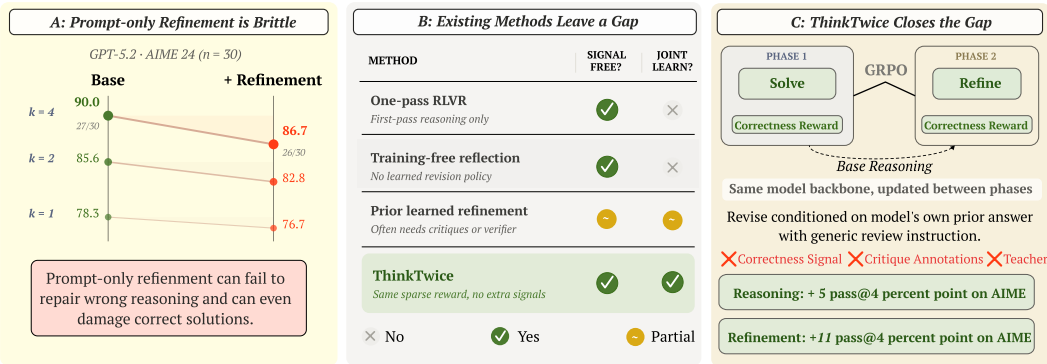 A: Prompt-only Refinement is Brittle
GPT-5.2 · AIME 24 (n = 30)
Base
+ Refinement
90.0
k = 4
27/30
86.7
26/30
k = 2
85.6
82.8
k = 1
78.3
76.7
Prompt-only refienment can fail to
repair wrong reasoning and can even
damage correct solutions.
B: Existing Methods Leave a Gap
METHOD
SIGNAL
FREE?
JOINT
LEARN?
One-pass RLVR
First-pass reasoning only
Training-free reflection
No learned revision policy
Prior learned refinement
Often needs critiques or verifier
~ ~
ThinkTwice
Same sparse reward, no extra signals
No
Yes
~ Partial
C: ThinkTwice Closes the Gap
PHASE 1
Solve
Correctness Reward
GRPO
PHASE 2
Refine
Correctness Reward
Base Reasoning
Same model backbone, updated between phases
Revise conditioned on model's own prior answer
with generic review instruction.
Correctness Signal Critique Annotations Teacher
Reasoning: + 5 pass@4 percent point on AIME
Refinement: +11 pass@4 percent point on AIME